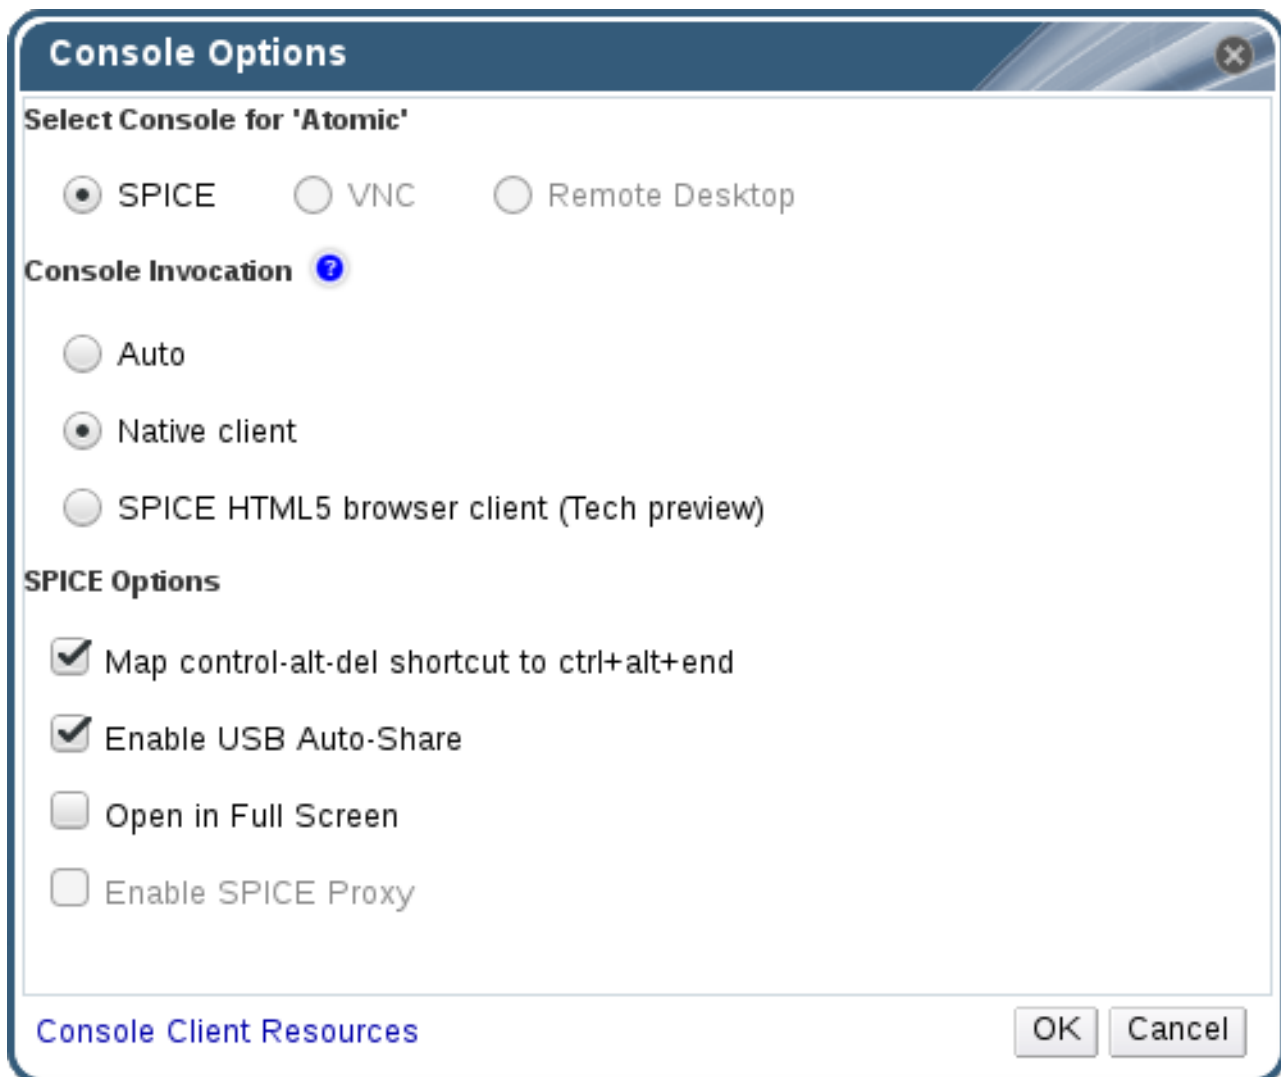 Console Options
Select Console for 'Atomic'
SPICE VNC Remote Desktop
Console Invocation ?
Auto
Native client
SPICE HTML5 browser client (Tech preview)
SPICE Options
Map control-alt-del shortcut to ctrl+alt+end
Enable USB Auto-Share
Open in Full Screen
Enable SPICE Proxy
Console Client Resources OK Cancel